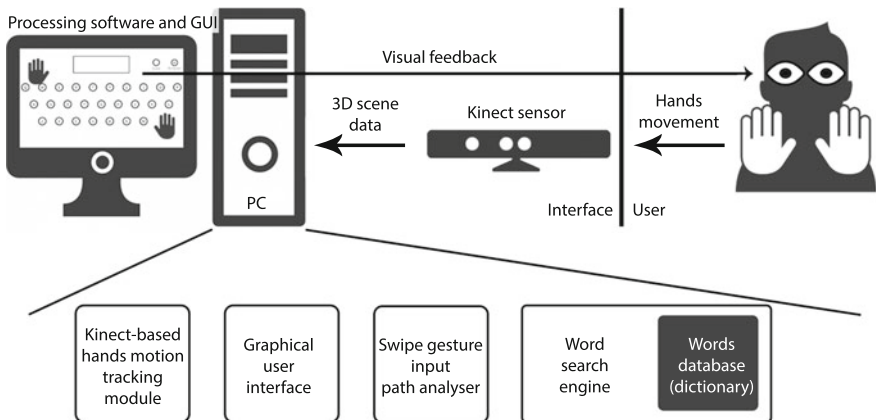 Processing software and GUI
Visual feedback
3D scene
data
Kinect sensor
Hands
movement
PC
Interface
User
Kinect-based
hands motion
tracking
module
Graphical
user
interface
Swipe gesture
input
path analyser
Word
search
engine
Words
database
(dictionary)